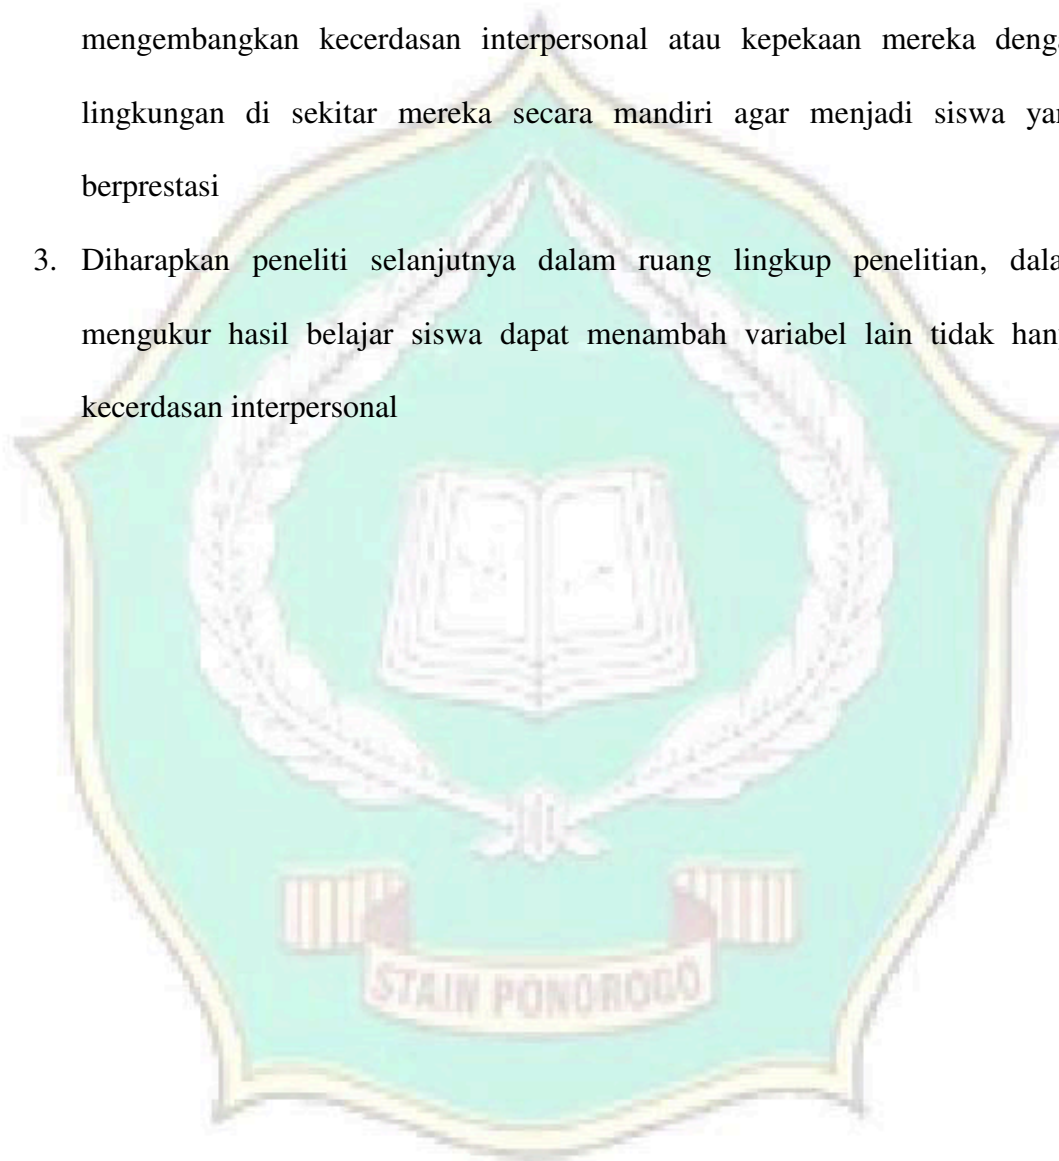 mengembangkan kecerdasan interpersonal atau kepekaan mereka denga
lingkungan di sekitar mereka secara mandiri agar menjadi siswa yan
berprestasi
3. Diharapkan peneliti selanjutnya dalam ruang lingkup penelitian, dala
mengukur hasil belajar siswa dapat menambah variabel lain tidak hany
kecerdasan interpersonal
STAIN PONOROGO